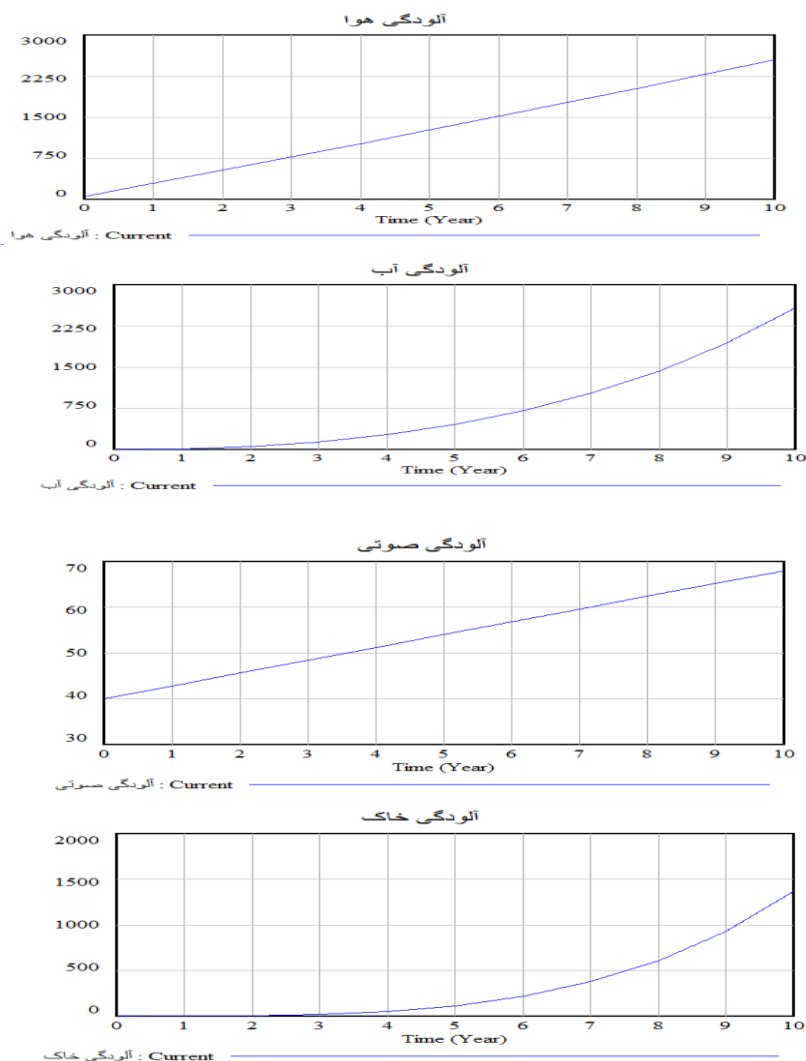 آلودگی هوا
3000
2250
1500
750
0
0 1 2 3 4 5 6 7 8 9 10
Time (Year)
آلودگی هوا : Current
آلودگی آب
3000
2250
1500
750
0
0 1 2 3 4 5 6 7 8 9 10
Time (Year)
آلودگی آب : Current
آلودگی صوتی
70
60
50
40
30
0 1 2 3 4 5 6 7 8 9 10
Time (Year)
آلودگی صوتی : Current
آلودگی خاک
2000
1500
1000
500
0
0 1 2 3 4 5 6 7 8 9 10
Time (Year)
آلودگی خاک : Current